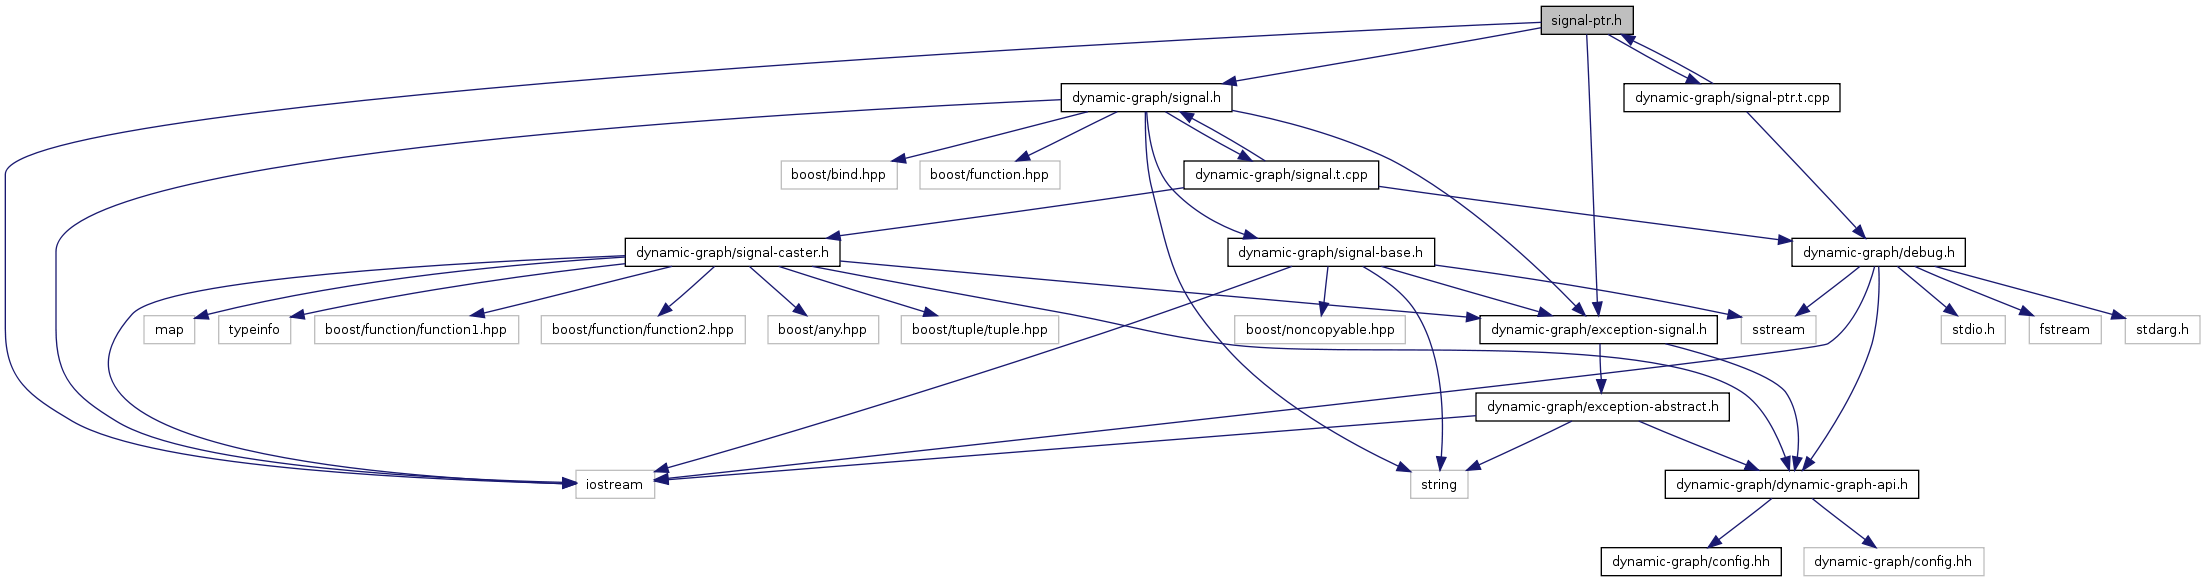 signal-ptr.h
dynamic-graph/signal.h
dynamic-graph/signal-ptr.t.cpp
boost/bind.hpp
boost/function.hpp
dynamic-graph/signal.t.cpp
dynamic-graph/signal-caster.h
dynamic-graph/signal-base.h
dynamic-graph/debug.h
map
typeinfo
boost/function/function1.hpp
boost/function/function2.hpp
boost/any.hpp
boost/tuple/tuple.hpp
boost/noncopyable.hpp
dynamic-graph/exception-signal.h
sstream
stdio.h
fstream
stdarg.h
dynamic-graph/exception-abstract.h
iostream
string
dynamic-graph/dynamic-graph-api.h
dynamic-graph/config.hh
dynamic-graph/config.hh